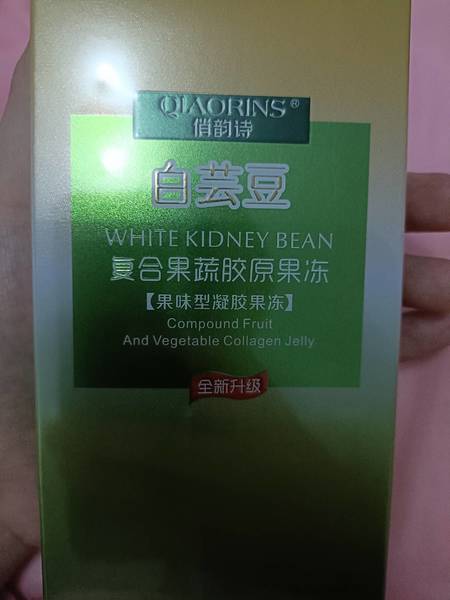 QIAORINS®
俏韵诗
白芸豆
WHITE KIDNEY BEAN
复合果蔬胶原果冻
【果味型凝胶果冻】
Compound Fruit
And Vegetable Collagen Jelly
全新升级